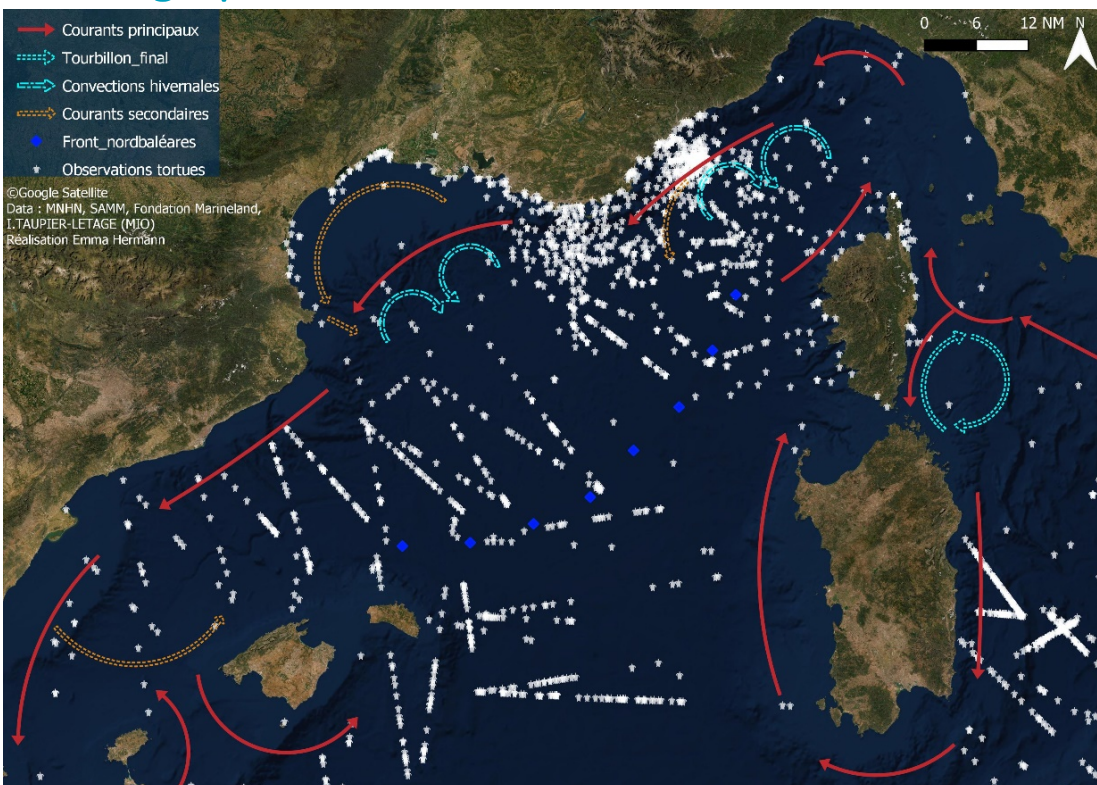 Courants principaux
Tourbillon_final
Convections hivernales
Courants secondaires
Front_nordbaléares
Observations tortues
©Google Satellite
Data : MNHN, SAMM, Fondation Marineland,
I.TAUPIER-LETAGE (MIO)
Réalisation Emma Hermann
0 6 12 NM N